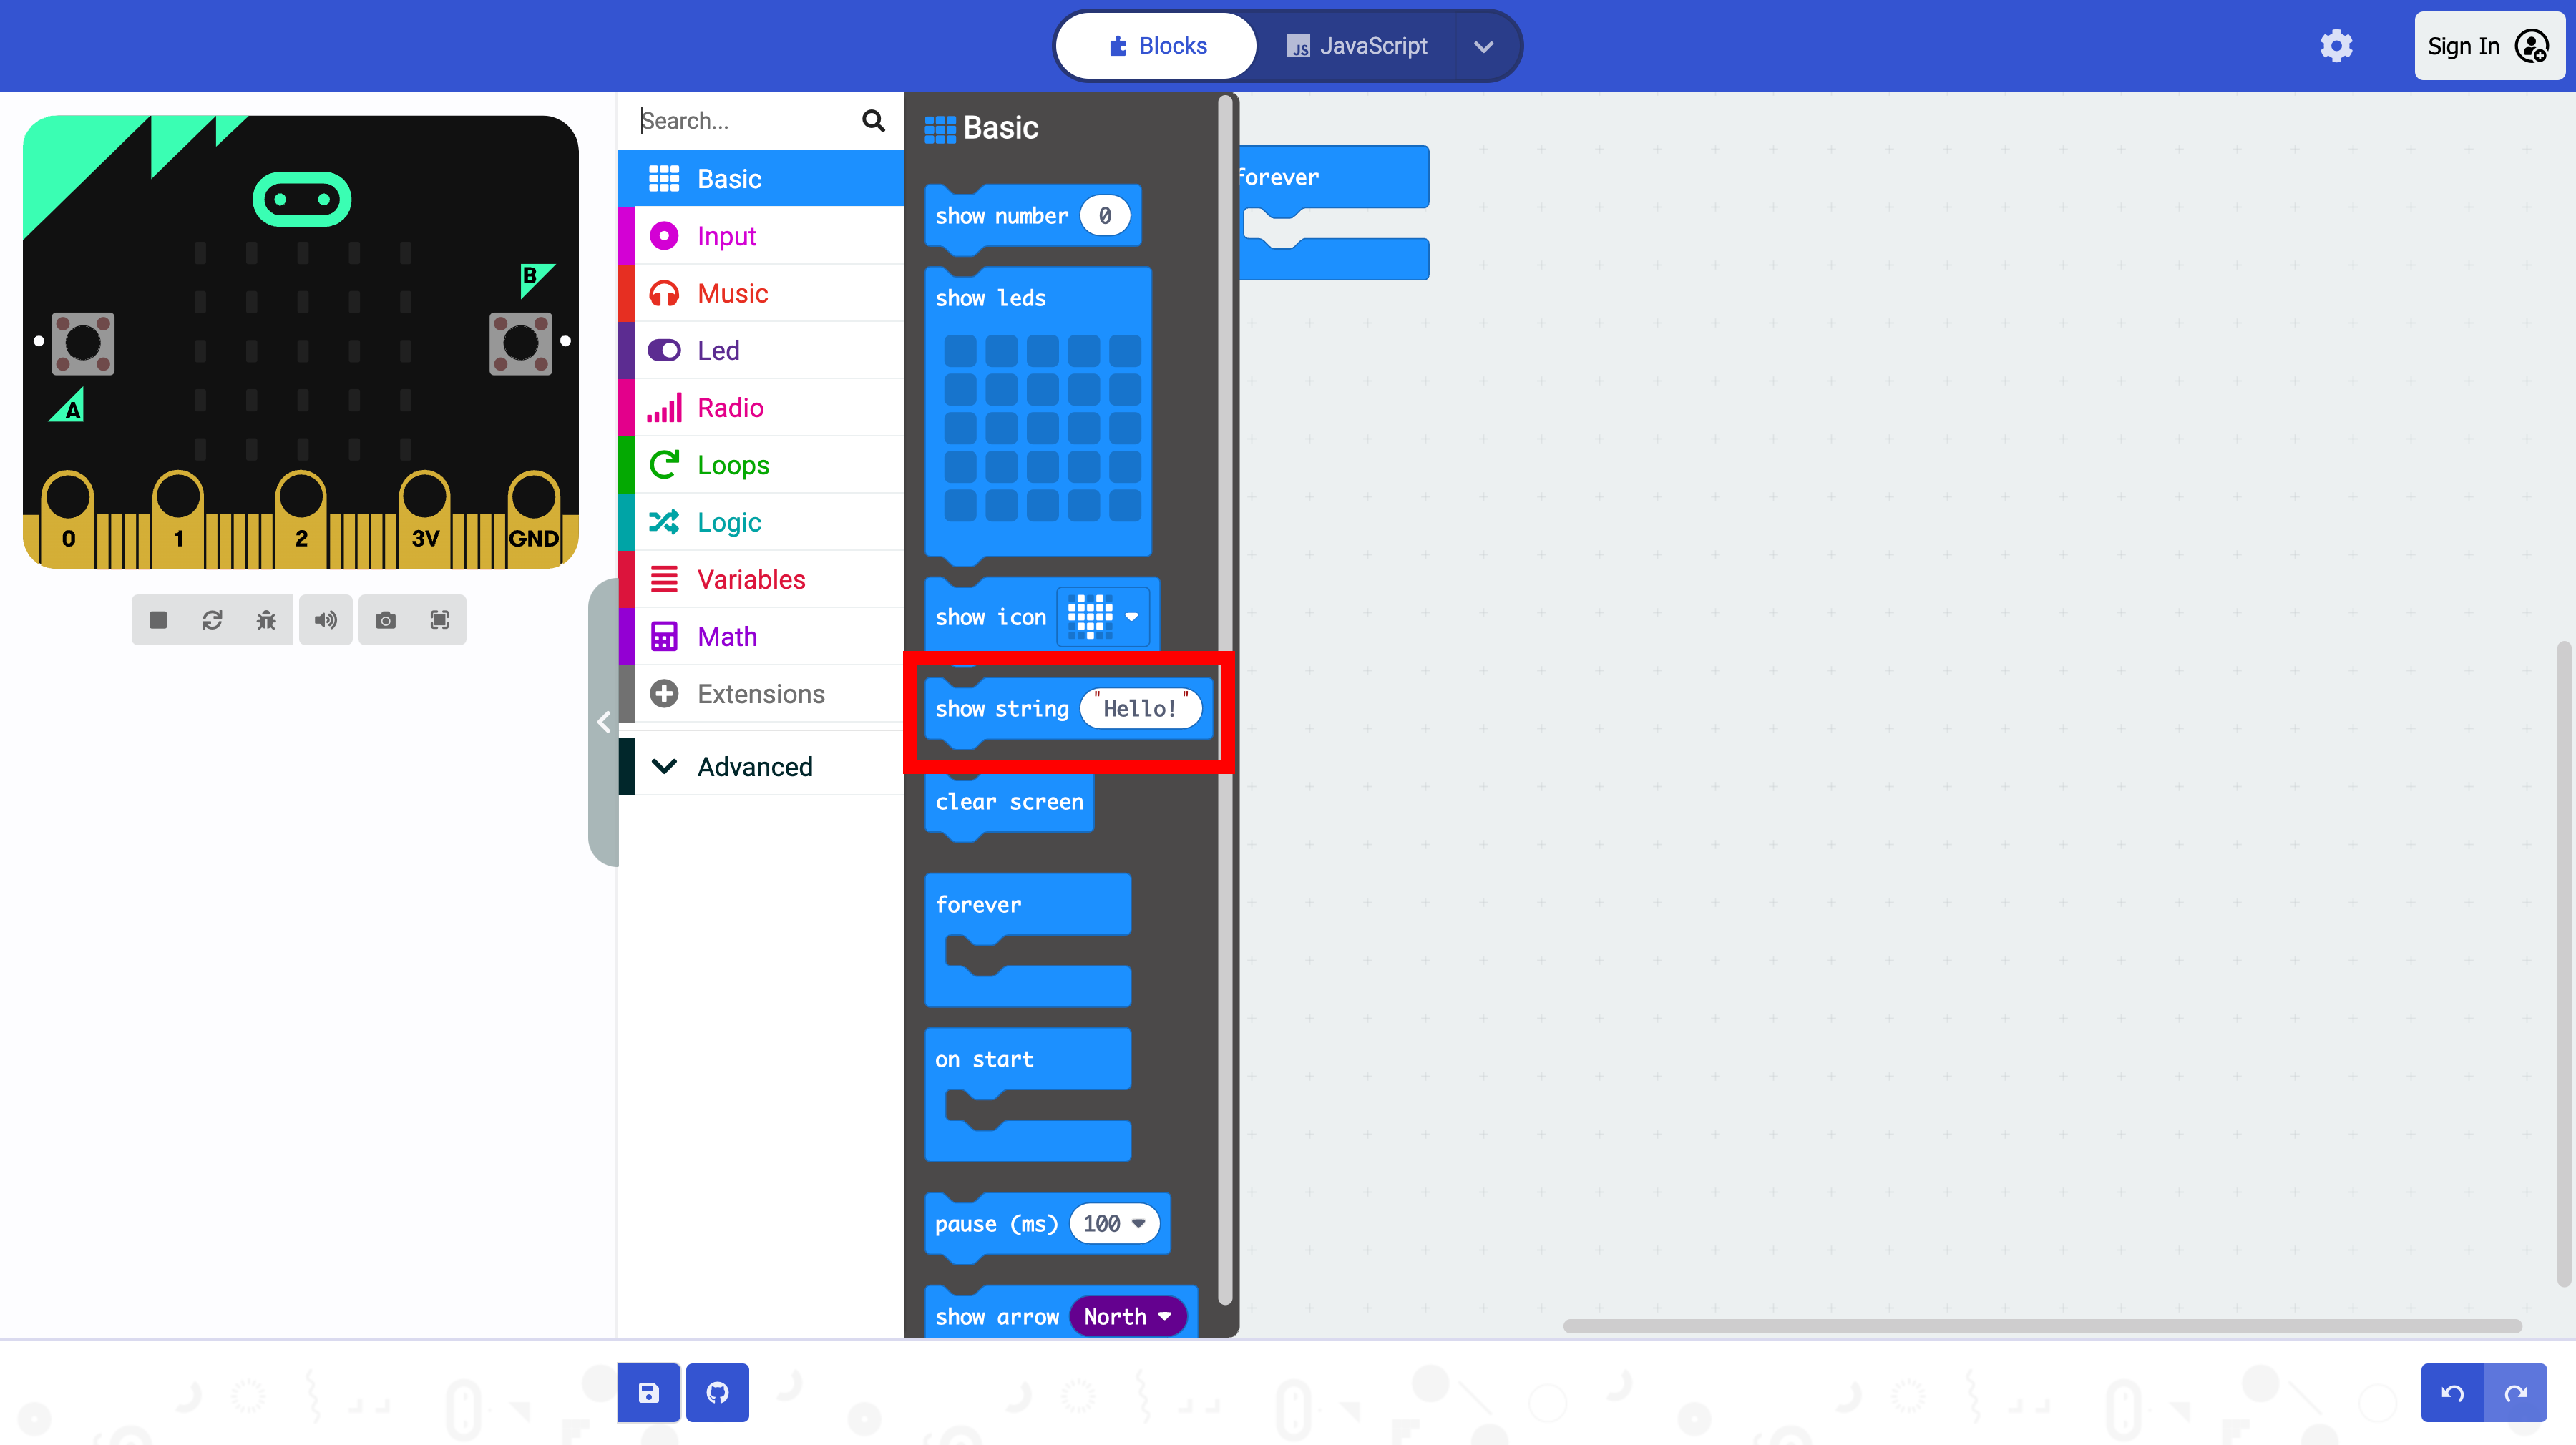 Blocks
JS JavaScript
Sign In
Search...
Basic
Input
Music
Led
Radio
Loops
Logic
Variables
Math
Extensions
Advanced
B
A
0 1 2 3V GND
Basic
show number 0
show leds
show icon
show string "Hello!"
clear screen
forever
on start
pause (ms) 100
show arrow North
forever